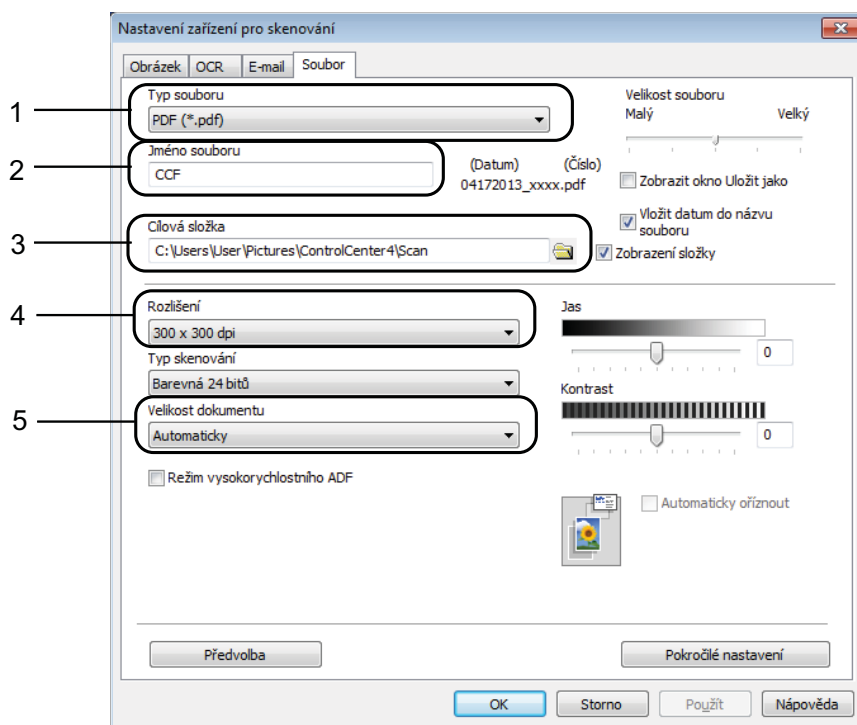 Nastavení zařízení pro skenování
Obrázek OCR E-mail Soubor
1
Typ souboru
PDF (*.pdf)
Velikost souboru
Malý Velký
2
Jméno souboru
CCF
(Datum) (Číslo)
04172013_xxxx.pdf
Zobrazit okno Uložit jako
Vložit datum do názvu
souboru
3
Cílová složka
C:\Users\User\Pictures\ControlCenter4\Scan
Zobrazení složky
4
Rozlišení
300 x 300 dpi
Jas
0
Typ skenování
Barevná 24 bitů
Kontrast
0
5
Velikost dokumentu
Automaticky
Režim vysokorychlostního ADF
Automaticky oříznout
Předvolba
Pokročilé nastavení
OK Storno Použít Nápověda